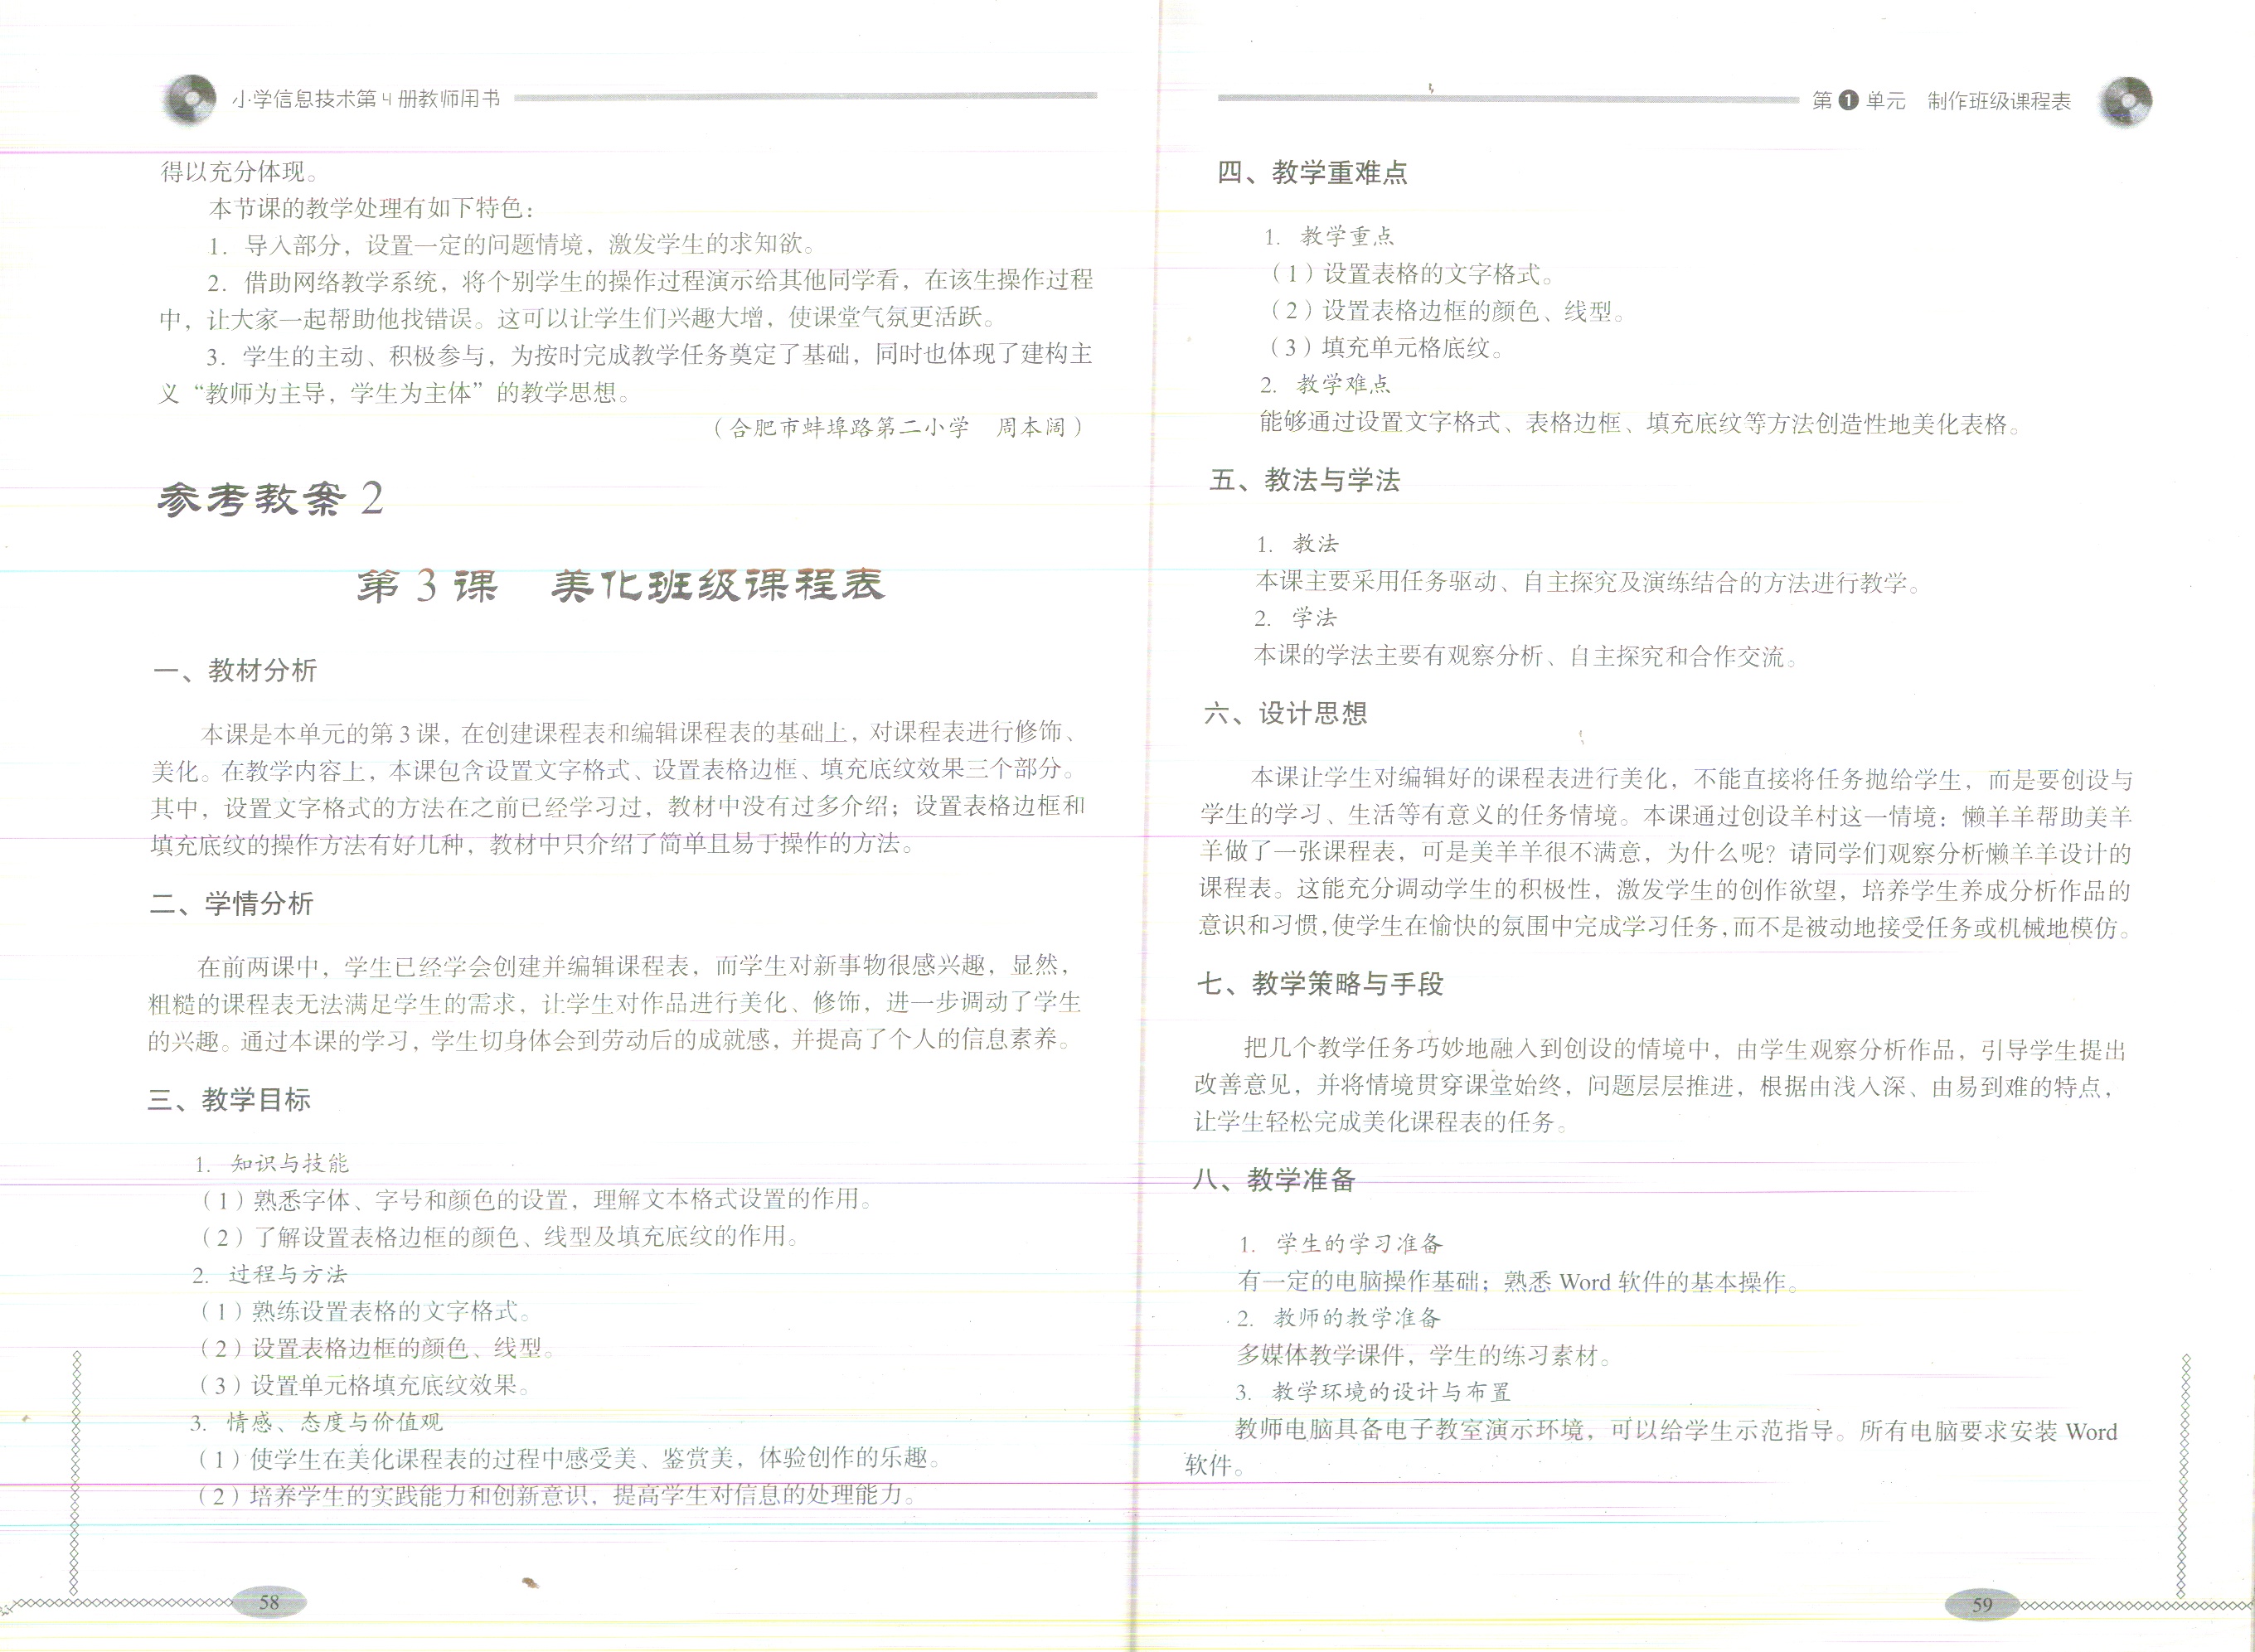 小学信息技术第4册教师用书
得以充分体现。
本节课的教学处理有如下特色：
1. 导入部分，设置一定的问题情境，激发学生的求知欲。
2. 借助网络教学系统，将个别学生的操作过程演示给其他同学看，在该生操作过程
中，让大家一起帮助他找错误。这可以让学生们兴趣大增，使课堂气氛更活跃。
3. 学生的主动、积极参与，为按时完成教学任务奠定了基础，同时也体现了建构主
义“教师为主导，学生为主体”的教学思想。
（合肥市蚌埠路第二小学　周本阔）
参考教案 2
第 3 课　美化班级课程表
一、教材分析
本课是本单元的第 3 课，在创建课程表和编辑课程表的基础上，对课程表进行修饰、
美化。在教学内容上，本课包含设置文字格式、设置表格边框、填充底纹效果三个部分。
其中，设置文字格式的方法在之前已经学习过，教材中没有过多介绍；设置表格边框和
填充底纹的操作方法有好几种，教材中只介绍了简单且易于操作的方法。
二、学情分析
在前两课中，学生已经学会创建并编辑课程表，而学生对新事物很感兴趣，显然，
粗糙的课程表无法满足学生的需求，让学生对作品进行美化、修饰，进一步调动了学生
的兴趣。通过本课的学习，学生切身体会到劳动后的成就感，并提高了个人的信息素养。
三、教学目标
1. 知识与技能
（1）熟悉字体、字号和颜色的设置，理解文本格式设置的作用。
（2）了解设置表格边框的颜色、线型及填充底纹的作用。
2. 过程与方法
（1）熟练设置表格的文字格式。
（2）设置表格边框的颜色、线型。
（3）设置单元格填充底纹效果。
3. 情感、态度与价值观
（1）使学生在美化课程表的过程中感受美、鉴赏美，体验创作的乐趣。
（2）培养学生的实践能力和创新意识，提高学生对信息的处理能力。
58
第1单元　制作班级课程表
四、教学重难点
1. 教学重点
（1）设置表格的文字格式。
（2）设置表格边框的颜色、线型。
（3）填充单元格底纹。
2. 教学难点
能够通过设置文字格式、表格边框、填充底纹等方法创造性地美化表格。
五、教法与学法
1. 教法
本课主要采用任务驱动、自主探究及演练结合的方法进行教学。
2. 学法
本课的学法主要有观察分析、自主探究和合作交流。
六、设计思想
本课让学生对编辑好的课程表进行美化，不能直接将任务抛给学生，而是要创设与
学生的学习、生活等有意义的任务情境。本课通过创设羊村这一情境：懒羊羊帮助美羊
羊做了一张课程表，可是美羊羊很不满意，为什么呢？请同学们观察分析懒羊羊设计的
课程表。这能充分调动学生的积极性，激发学生的创作欲望，培养学生养成分析作品的
意识和习惯，使学生在愉快的氛围中完成学习任务，而不是被动地接受任务或机械地模仿。
七、教学策略与手段
把几个教学任务巧妙地融入到创设的情境中，由学生观察分析作品，引导学生提出
改善意见，并将情境贯穿课堂始终，问题层层推进，根据由浅入深、由易到难的特点，
让学生轻松完成美化课程表的任务。
八、教学准备
1. 学生的学习准备
有一定的电脑操作基础；熟悉 Word 软件的基本操作。
2. 教师的教学准备
多媒体教学课件，学生的练习素材。
3. 教学环境的设计与布置
教师电脑具备电子教室演示环境，可以给学生示范指导。所有电脑要求安装 Word
软件。
59